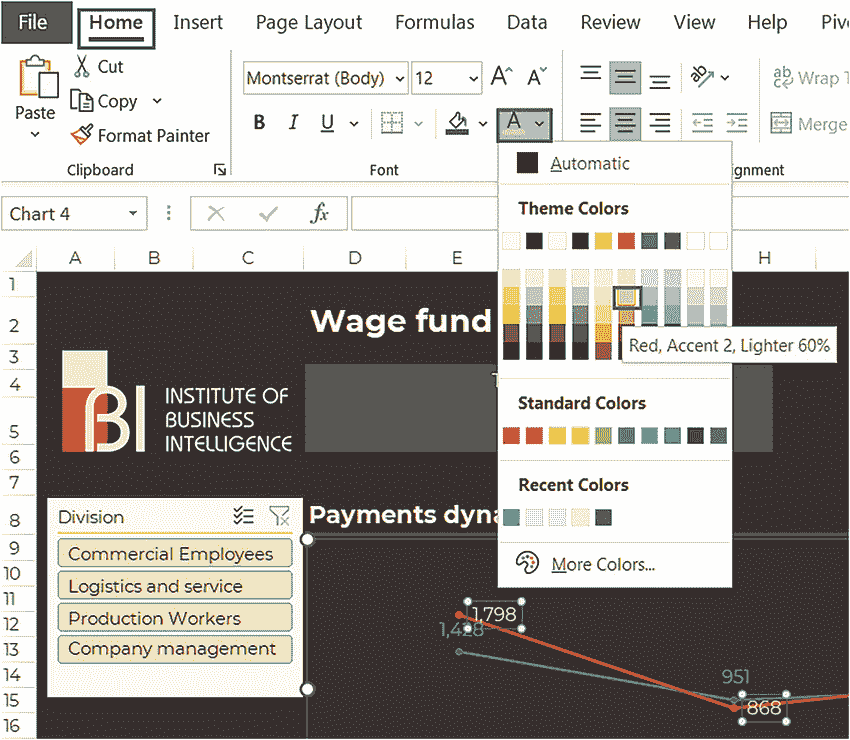 File Home Insert Page Layout Formulas Data Review View Help
Cut
Copy
Paste
Format Painter
Clipboard
Montserrat (Body) 12 A A
B I U A
Font
ab Wrap
Merge
Automatic
Theme Colors
Red, Accent 2, Lighter 60%
Standard Colors
Recent Colors
More Colors...
Chart 4 fx
A B C D E H
1
2 Wage fund
3
4
5
6
7
8
9
10
11
12
13
14
15
16
BI INSTITUTE OF
BUSINESS
INTELLIGENCE
Payments dyna
Division
Commercial Employees
Logistics and service
Production Workers
Company management
1,798
1,428
951
868